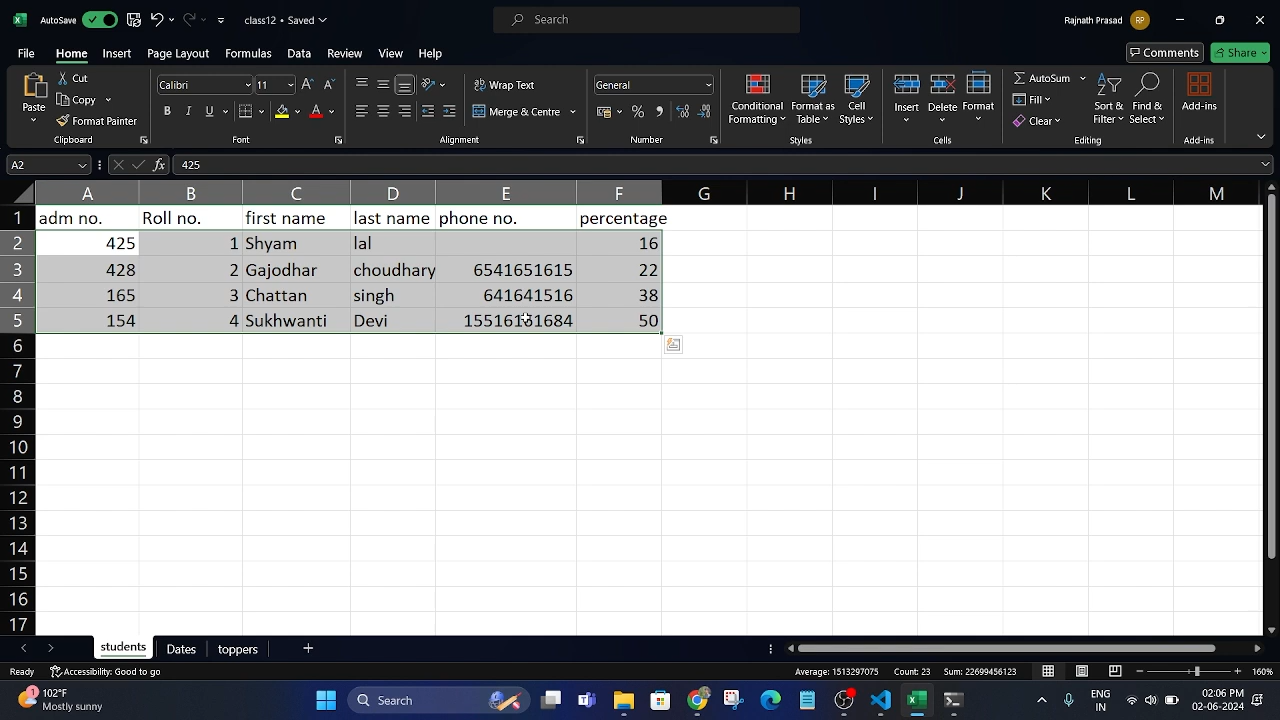 AutoSave
class12 • Saved
Search
Rajnath Prasad
RP
File Home Insert Page Layout Formulas Data Review View Help
Comments
Share
Paste
Cut
Copy
Format Painter
Clipboard
Calibri
11
B I U
Font
Wrap Text
Merge & Centre
Alignment
General
%
Number
Conditional Formatting
Format as Table
Cell Styles
Styles
Insert
Delete
Format
Cells
AutoSum
Fill
Clear
Sort & Filter
Find & Select
Editing
Add-ins
Add-ins
A2
fx
425
A B C D E F G H I J K L M
1 adm no. Roll no. first name last name phone no. percentage
2 425 1 Shyam lal 16
3 428 2 Gajodhar choudhary 6541651615 22
4 165 3 Chattan singh 641641516 38
5 154 4 Sukhwanti Devi 50
6
7
8
9
10
11
12
13
14
15
16
17
students Dates toppers
Ready Accessibility: Good to go Average: 1513297075 Count: 23 Sum: 22699456123 160%
1
102°F
Mostly sunny
Search
ENG
IN
02:06 PM
02-06-2024